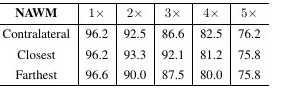 NAWM 1× 2× 3× 4× 5×
Contralateral 96.2 92.5 86.6 82.5 76.2
Closest 96.2 93.3 92.1 81.2 75.8
Farthest 96.6 90.0 87.5 80.0 75.8